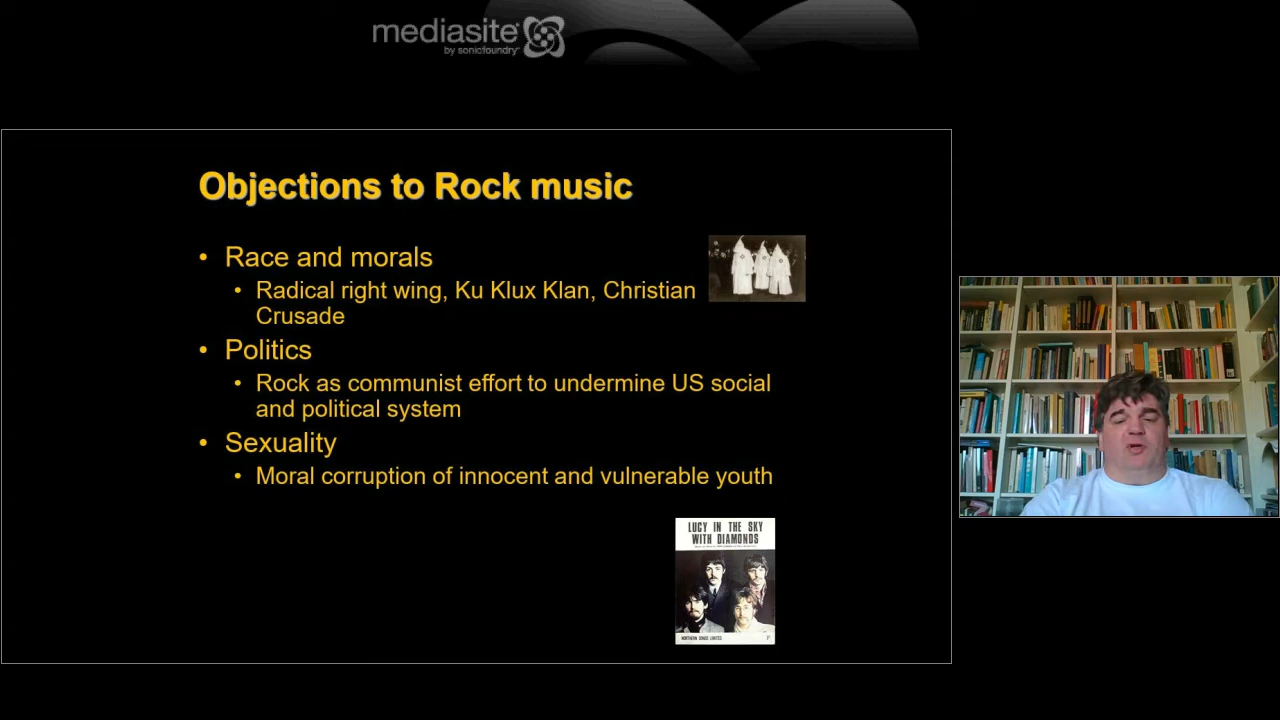 mediasite
by sonicfoundry
Objections to Rock music
• Race and morals
• Radical right wing, Ku Klux Klan, Christian
Crusade
• Politics
• Rock as communist effort to undermine US social
and political system
• Sexuality
• Moral corruption of innocent and vulnerable youth
LUCY IN THE SKY
WITH DIAMONDS
NORTHERN SONGS LIMITED